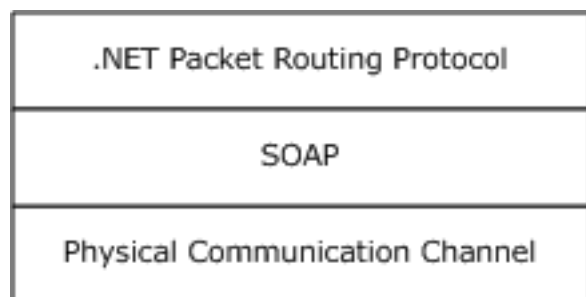 .NET Packet Routing Protocol
SOAP
Physical Communication Channel